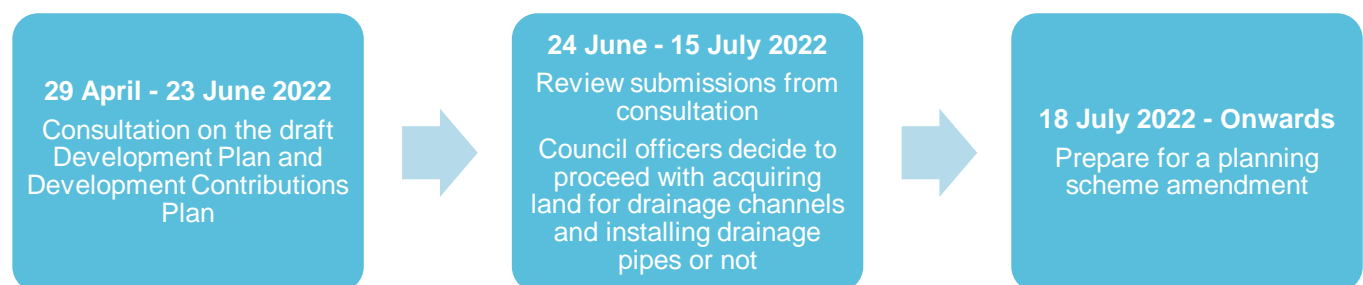 29 April - 23 June 2022
Consultation on the draft
Development Plan and
Development Contributions
Plan
24 June - 15 July 2022
Review submissions from
consultation
Council officers decide to
proceed with acquiring
land for drainage channels
and installing drainage
pipes or not
18 July 2022 - Onwards
Prepare for a planning
scheme amendment